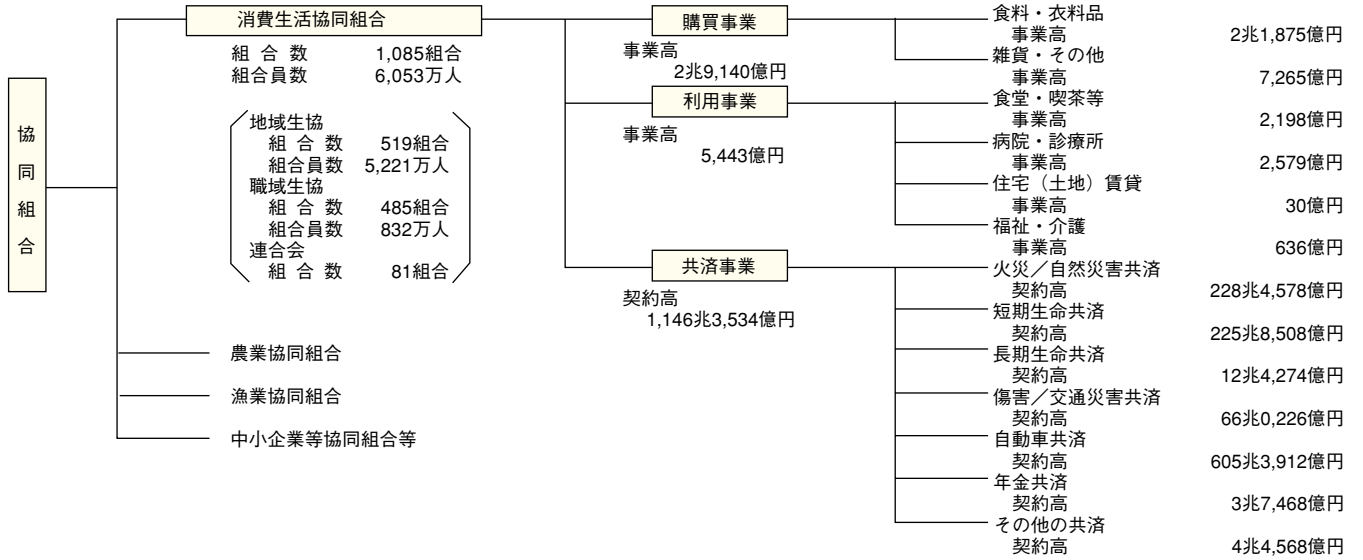 協同組合
消費生活協同組合
組 合 数 1,085組合
組合員数 6,053万人
地域生協
組 合 数 519組合
組合員数 5,221万人
職域生協
組 合 数 485組合
組合員数 832万人
連合会
組 合 数 81組合
農業協同組合
漁業協同組合
中小企業等協同組合等
購買事業
事業高
2兆9,140億円
利用事業
事業高
5,443億円
共済事業
契約高
1,146兆3,534億円
食料・衣料品
事業高 2兆1,875億円
雑貨・その他
事業高 7,265億円
食堂・喫茶等
事業高 2,198億円
病院・診療所
事業高 2,579億円
住宅（土地）賃貸
事業高 30億円
福祉・介護
事業高 636億円
火災／自然災害共済
契約高 228兆4,578億円
短期生命共済
契約高 225兆8,508億円
長期生命共済
契約高 12兆4,274億円
傷害／交通災害共済
契約高 66兆0,226億円
自動車共済
契約高 605兆3,912億円
年金共済
契約高 3兆7,468億円
その他の共済
契約高 4兆4,568億円